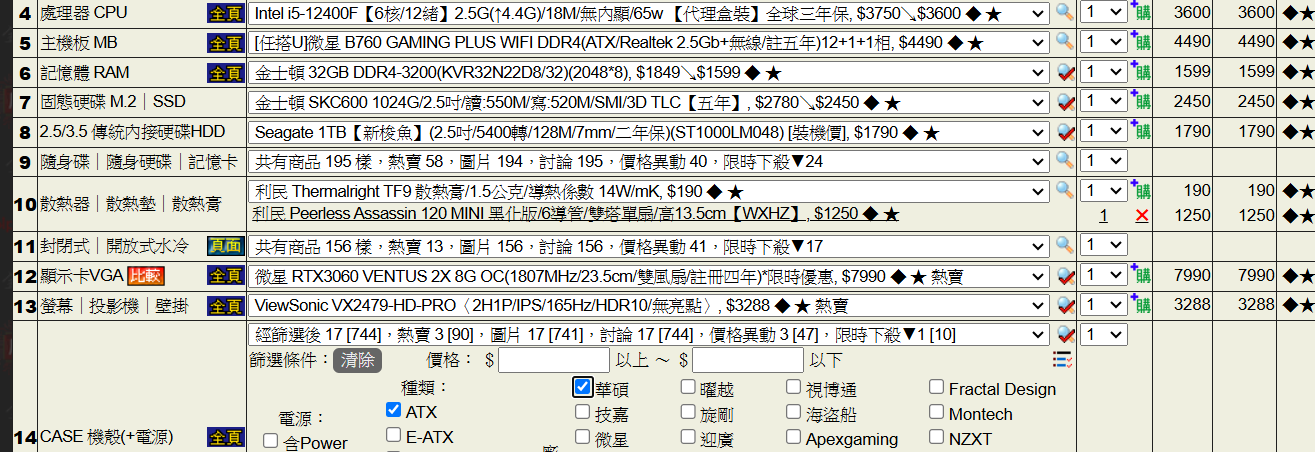 4 處理器 CPU 全頁 Intel i5-12400F【6核/12緒】2.5G(↑4.4G)/18M/無內顯/65w 【代理盒裝】全球三年保, $3750↘$3600 ◆ ★ 1 +購 3600 3600 ◆★
5 主機板 MB 全頁 [任搭U]微星 B760 GAMING PLUS WIFI DDR4(ATX/Realtek 2.5Gb+無線/註五年)12+1+1相, $4490 ◆ ★ 1 +購 4490 4490 ◆★
6 記憶體 RAM 全頁 金士頓 32GB DDR4-3200(KVR32N22D8/32)(2048*8), $1849↘$1599 ◆ ★ 1 +購 1599 1599 ◆★
7 固態硬碟 M.2｜SSD 金士頓 SKC600 1024G/2.5吋/讀:550M/寫:520M/SMI/3D TLC【五年】, $2780↘$2450 ◆ ★ 1 +購 2450 2450 ◆★
8 2.5/3.5 傳統內接硬碟HDD Seagate 1TB【新梭魚】(2.5吋/5400轉/128M/7mm/二年保)(ST1000LM048) [裝機價], $1790 ◆ ★ 1 +購 1790 1790 ◆★
9 隨身碟｜隨身硬碟｜記憶卡 共有商品 195 樣，熱賣 58，圖片 194，討論 195，價格異動 40，限時下殺▼24 1
10 散熱器｜散熱墊｜散熱膏 利民 Thermalright TF9 散熱膏/1.5公克/導熱係數 14W/mK, $190 ◆ ★ 1 +購 190 190 ◆★
利民 Peerless Assassin 120 MINI 黑化版/6導管/雙塔單扇/高13.5cm【WXHZ】, $1250 ◆ ★ 1 1250 1250 ◆★
11 封閉式｜開放式水冷 頁面 共有商品 156 樣，熱賣 13，圖片 156，討論 156，價格異動 41，限時下殺▼17 1
12 顯示卡VGA 比較 全頁 微星 RTX3060 VENTUS 2X 8G OC(1807MHz/23.5cm/雙風扇/註冊四年)*限時優惠, $7990 ◆ ★ 熱賣 1 +購 7990 7990 ◆★
13 螢幕｜投影機｜壁掛 全頁 ViewSonic VX2479-HD-PRO〈2H1P/IPS/165Hz/HDR10/無亮點〉, $3288 ◆ ★ 熱賣 1 +購 3288 3288 ◆★
經篩選後 17 [744]，熱賣 3 [90]，圖片 17 [741]，討論 17 [744]，價格異動 3 [47]，限時下殺▼1 [10] 1
篩選條件： 清除 價格： $ 以上 ～ $ 以下
種類： 華碩 曜越 視博通 Fractal Design
電源： ATX 技嘉 旋剛 海盜船 Montech
14 CASE 機殼(+電源) 全頁 含Power E-ATX 微星 迎廣 Apexgaming NZXT